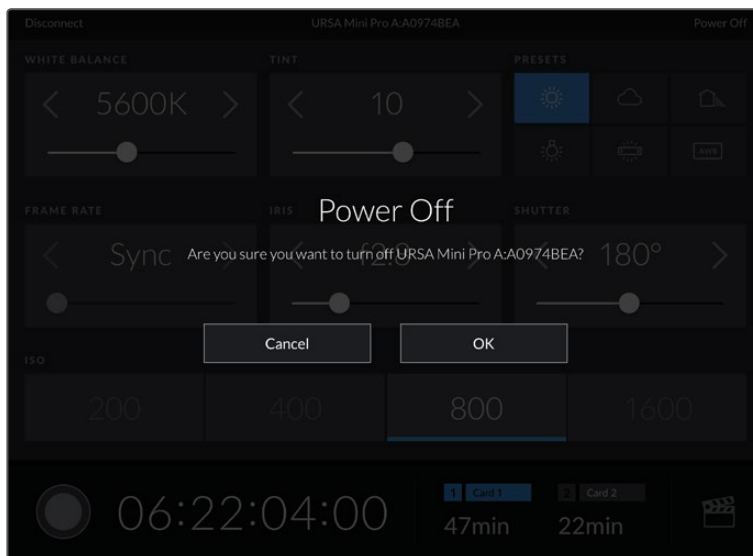 Disconnect
URSA Mini Pro A:A0974BEA
Power Off
WHITE BALANCE
TINT
PRESETS
5600K
10
AWB
FRAME RATE
IRIS
SHUTTER
Power Off
Sync
f2.8
180°
Are you sure you want to turn off URSA Mini Pro A:A0974BEA?
Cancel
OK
ISO
200
400
800
1600
06:22:04:00
1 Card 1
2 Card 2
47min
22min